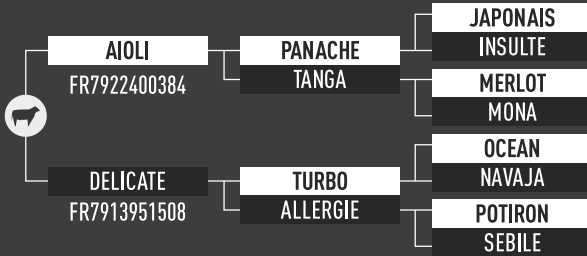 AIOLI
FR7922400384
PANACHE
TANGA
JAPONAIS
INSULTE
MERLOT
MONA
DELICATE
FR7913951508
TURBO
ALLERGIE
OCEAN
NAVAJA
POTIRON
SEBILE